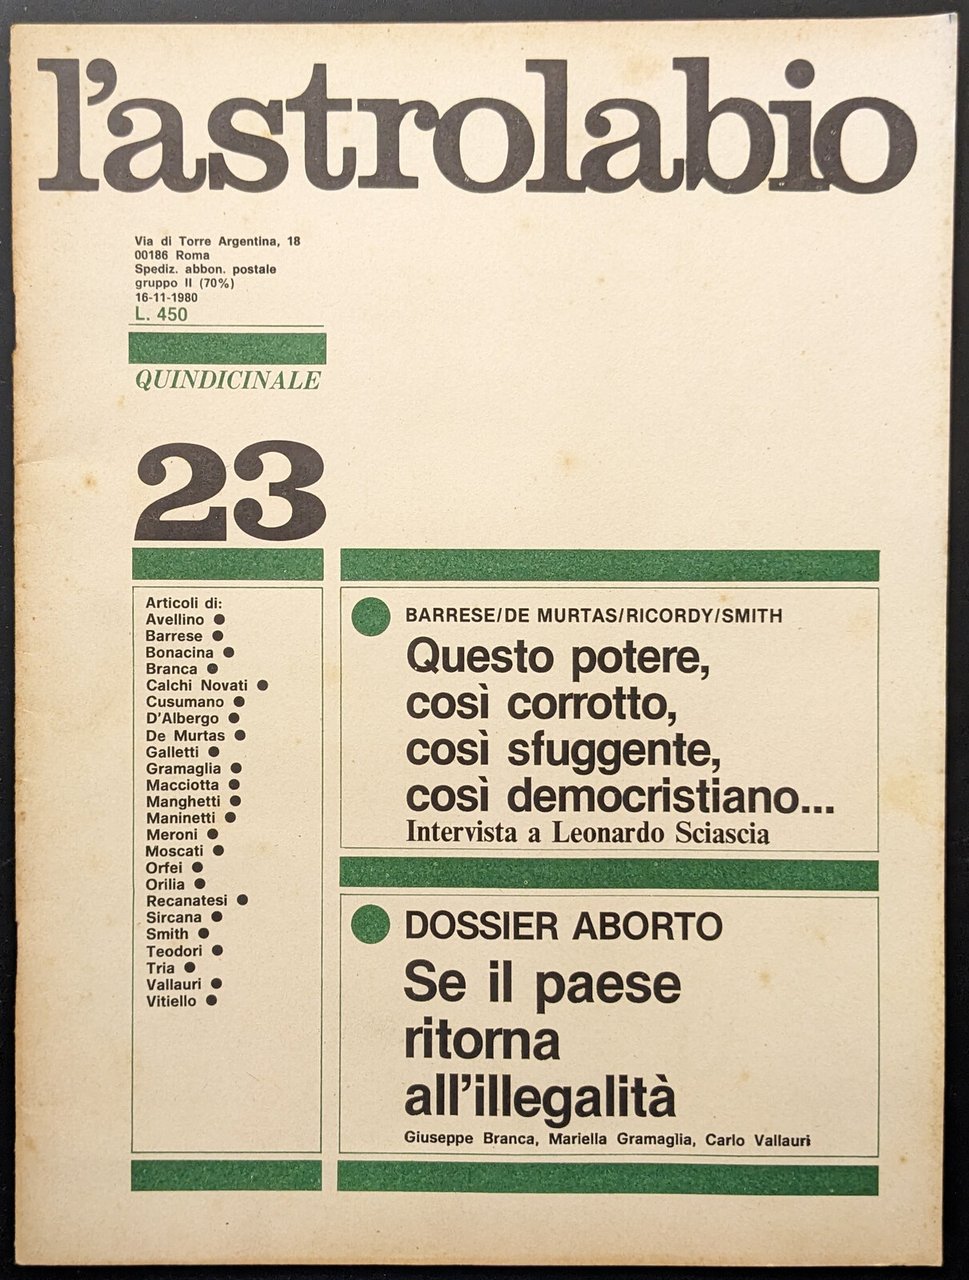 l'astrolabio
Via di Torre Argentina, 18
00186 Roma
Spediz. abbon. postale
gruppo II (70%)
16-11-1980
L. 450
QUINDICINALE
23
Articoli di:
Avellino ●
Barrese ●
Bonacina ●
Branca ●
Calchi Novati ●
Cusumano ●
D'Albergo ●
De Murtas ●
Galletti ●
Gramaglia ●
Macciotta ●
Manghetti ●
Maninetti ●
Meroni ●
Moscati ●
Orfei ●
Orilia ●
Recanatesi ●
Sircana ●
Smith ●
Teodori ●
Tria ●
Vallauri ●
Vitiello ●
BARRESE/DE MURTAS/RICORDY/SMITH
Questo potere,
così corrotto,
così sfuggente,
così democristiano...
Intervista a Leonardo Sciascia
DOSSIER ABORTO
Se il paese
ritorna
all'illegalità
Giuseppe Branca, Mariella Gramaglia, Carlo Vallauri